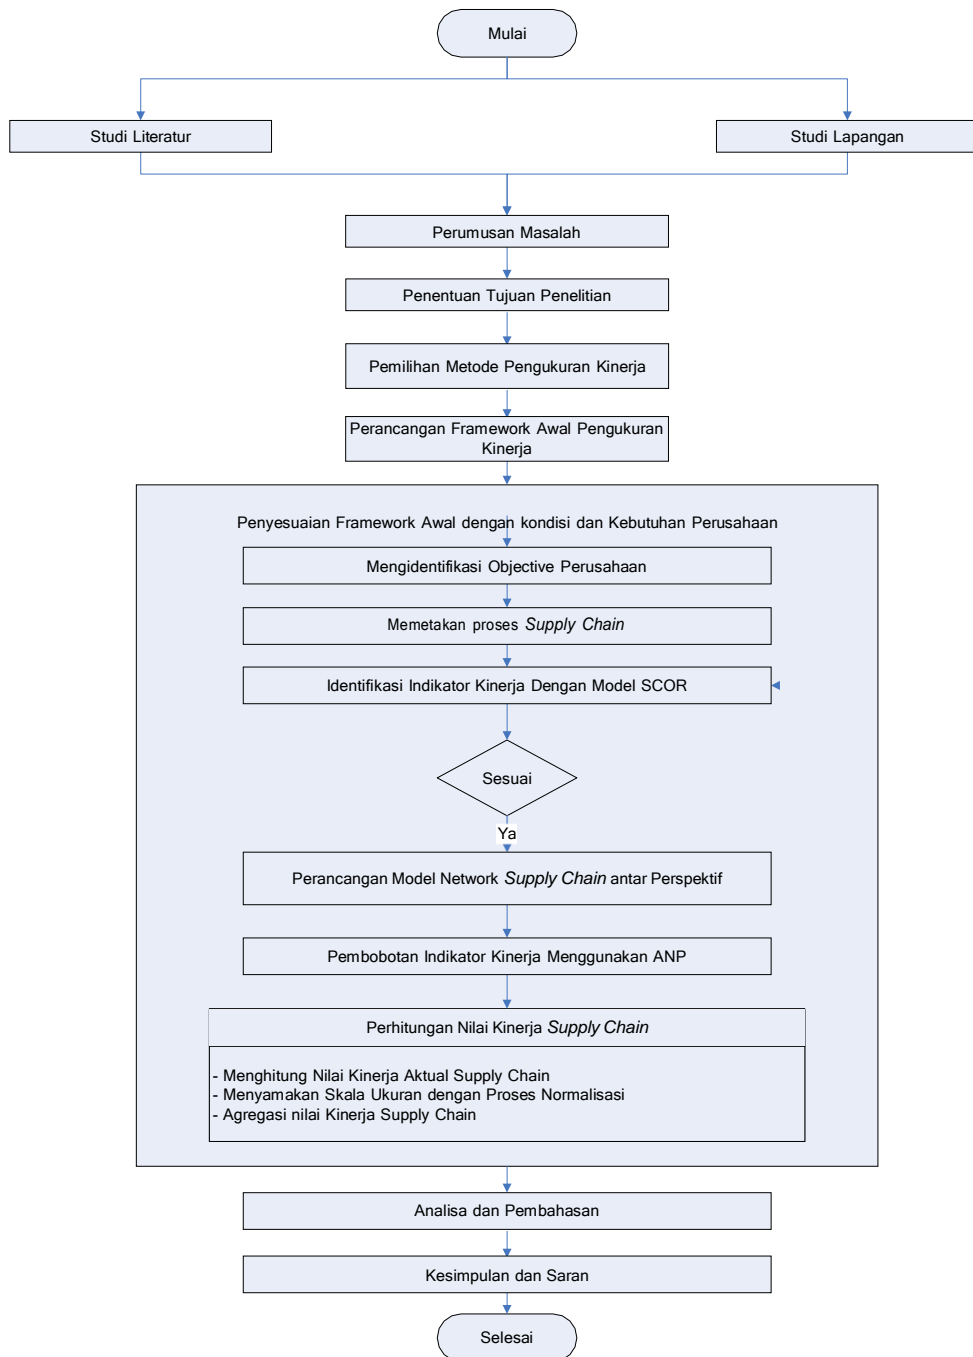 Mulai
Studi Literatur
Studi Lapangan
Perumusan Masalah
Penentuan Tujuan Penelitian
Pemilihan Metode Pengukuran Kinerja
Perancangan Framework Awal Pengukuran
Kinerja
Penyesuaian Framework Awal dengan kondisi dan Kebutuhan Perusahaan
Mengidentifikasi Objective Perusahaan
Memetakan proses Supply Chain
Identifikasi Indikator Kinerja Dengan Model SCOR
Sesuai
Ya
Perancangan Model Network Supply Chain antar Perspektif
Pembobotan Indikator Kinerja Menggunakan ANP
Perhitungan Nilai Kinerja Supply Chain
- Menghitung Nilai Kinerja Aktual Supply Chain
- Menyamakan Skala Ukuran dengan Proses Normalisasi
- Agregasi nilai Kinerja Supply Chain
Analisa dan Pembahasan
Kesimpulan dan Saran
Selesai